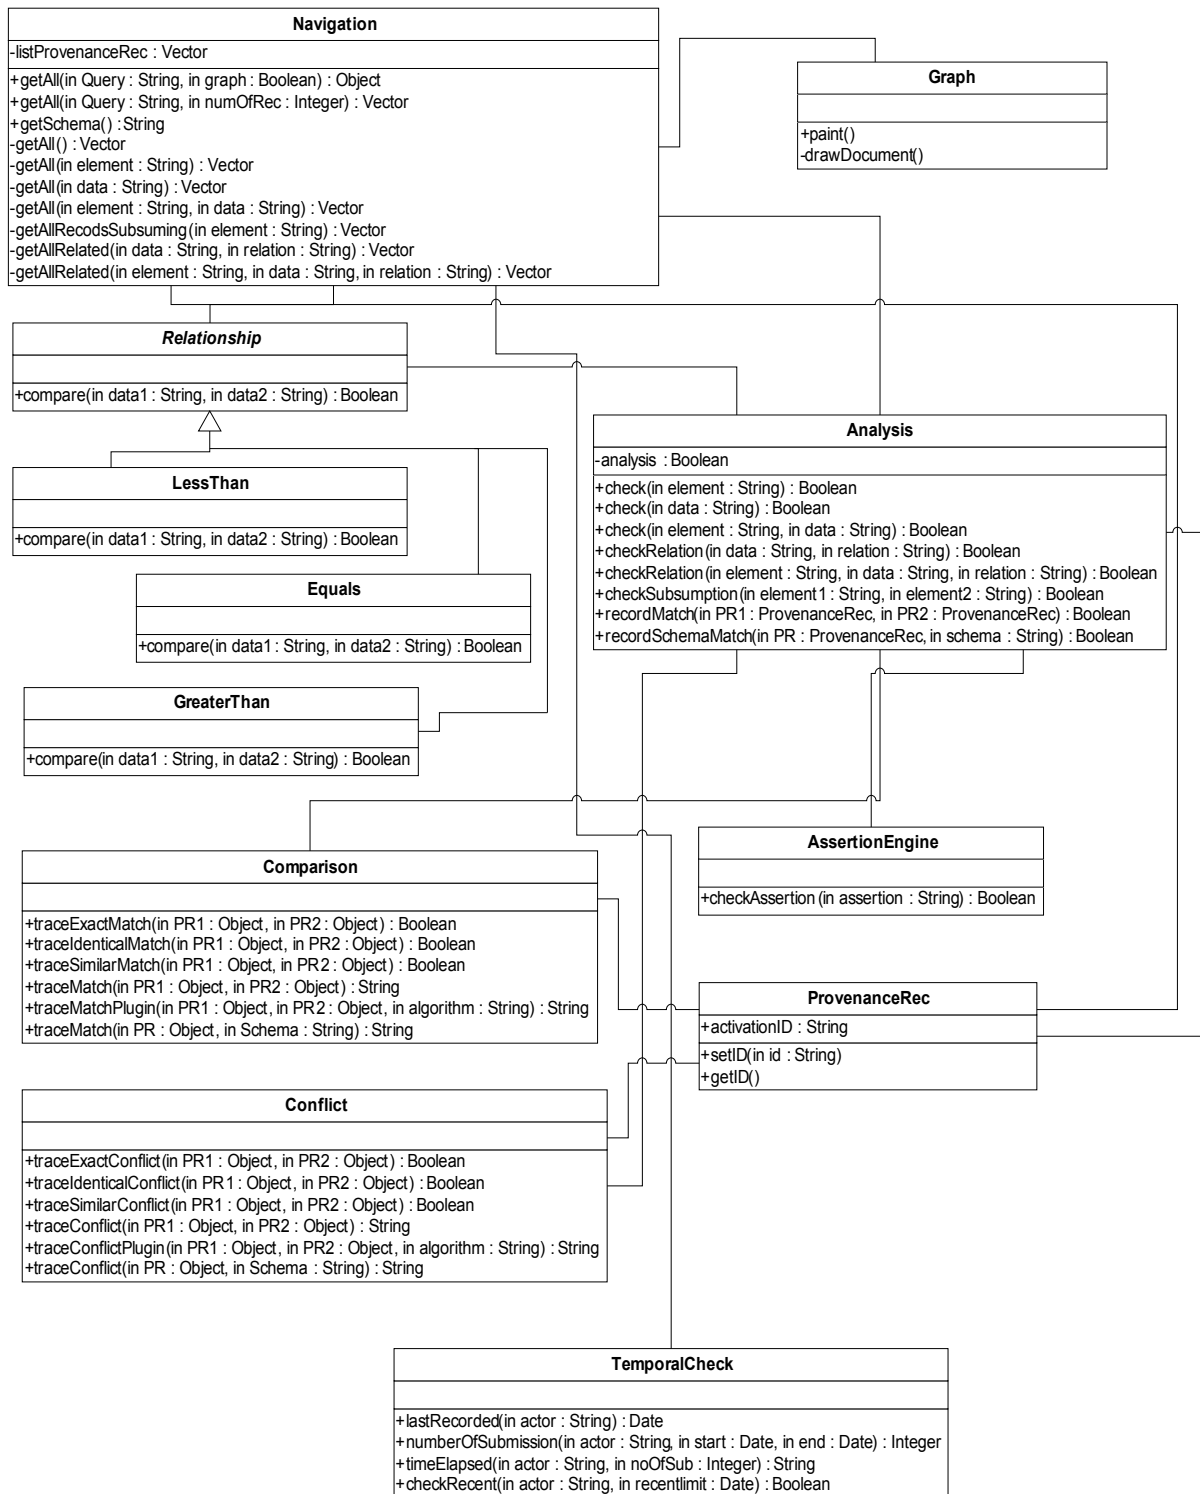 Navigation
-listProvenanceRec : Vector
+getAll(in Query : String, in graph : Boolean) : Object
+getAll(in Query : String, in numOfRec : Integer) : Vector
+getSchema() : String
-getAll() : Vector
-getAll(in element : String) : Vector
-getAll(in data : String) : Vector
-getAll(in element : String, in data : String) : Vector
-getAllRecodsSubsuming(in element : String) : Vector
-getAllRelated(in data : String, in relation : String) : Vector
-getAllRelated(in element : String, in data : String, in relation : String) : Vector
Graph
+paint()
-drawDocument()
Relationship
+compare(in data1 : String, in data2 : String) : Boolean
LessThan
+compare(in data1 : String, in data2 : String) : Boolean
Equals
+compare(in data1 : String, in data2 : String) : Boolean
GreaterThan
+compare(in data1 : String, in data2 : String) : Boolean
Analysis
-analysis : Boolean
+check(in element : String) : Boolean
+check(in data : String) : Boolean
+check(in element : String, in data : String) : Boolean
+checkRelation(in data : String, in relation : String) : Boolean
+checkRelation(in element : String, in data : String, in relation : String) : Boolean
+checkSubsumption(in element1 : String, in element2 : String) : Boolean
+recordMatch(in PR1 : ProvenanceRec, in PR2 : ProvenanceRec) : Boolean
+recordSchemaMatch(in PR : ProvenanceRec, in schema : String) : Boolean
Comparison
+traceExactMatch(in PR1 : Object, in PR2 : Object) : Boolean
+traceIdenticalMatch(in PR1 : Object, in PR2 : Object) : Boolean
+traceSimilarMatch(in PR1 : Object, in PR2 : Object) : Boolean
+traceMatch(in PR1 : Object, in PR2 : Object) : String
+traceMatchPlugin(in PR1 : Object, in PR2 : Object, in algorithm : String) : String
+traceMatch(in PR : Object, in Schema : String) : String
AssertionEngine
+checkAssertion(in assertion : String) : Boolean
ProvenanceRec
+activationID : String
+setID(in id : String)
+getID()
Conflict
+traceExactConflict(in PR1 : Object, in PR2 : Object) : Boolean
+traceIdenticalConflict(in PR1 : Object, in PR2 : Object) : Boolean
+traceSimilarConflict(in PR1 : Object, in PR2 : Object) : Boolean
+traceConflict(in PR1 : Object, in PR2 : Object) : String
+traceConflictPlugin(in PR1 : Object, in PR2 : Object, in algorithm : String) : String
+traceConflict(in PR : Object, in Schema : String) : String
TemporalCheck
+lastRecorded(in actor : String) : Date
+numberOfSubmission(in actor : String, in start : Date, in end : Date) : Integer
+timeElapsed(in actor : String, in noOfSub : Integer) : String
+checkRecent(in actor : String, in recentlimit : Date) : Boolean